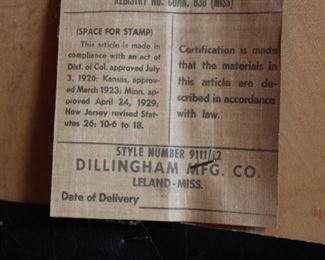 REGISTRY NO. CONN. B36 (MISS)
(SPACE FOR STAMP)
This article is made in
compliance with an act of
Dist. of Col. approved July
3, 1926; Kansas, approv-
ed March 1923; Minn. ap-
proved April 24, 1929;
New Jersey revised Stat-
utes 26: 10-6 to 18.
Certification is made
that the materials in
this article are de-
scribed in accordance
with law.
STYLE NUMBER 9111/12
DILLINGHAM MFG. CO.
LELAND-MISS.
Date of Delivery